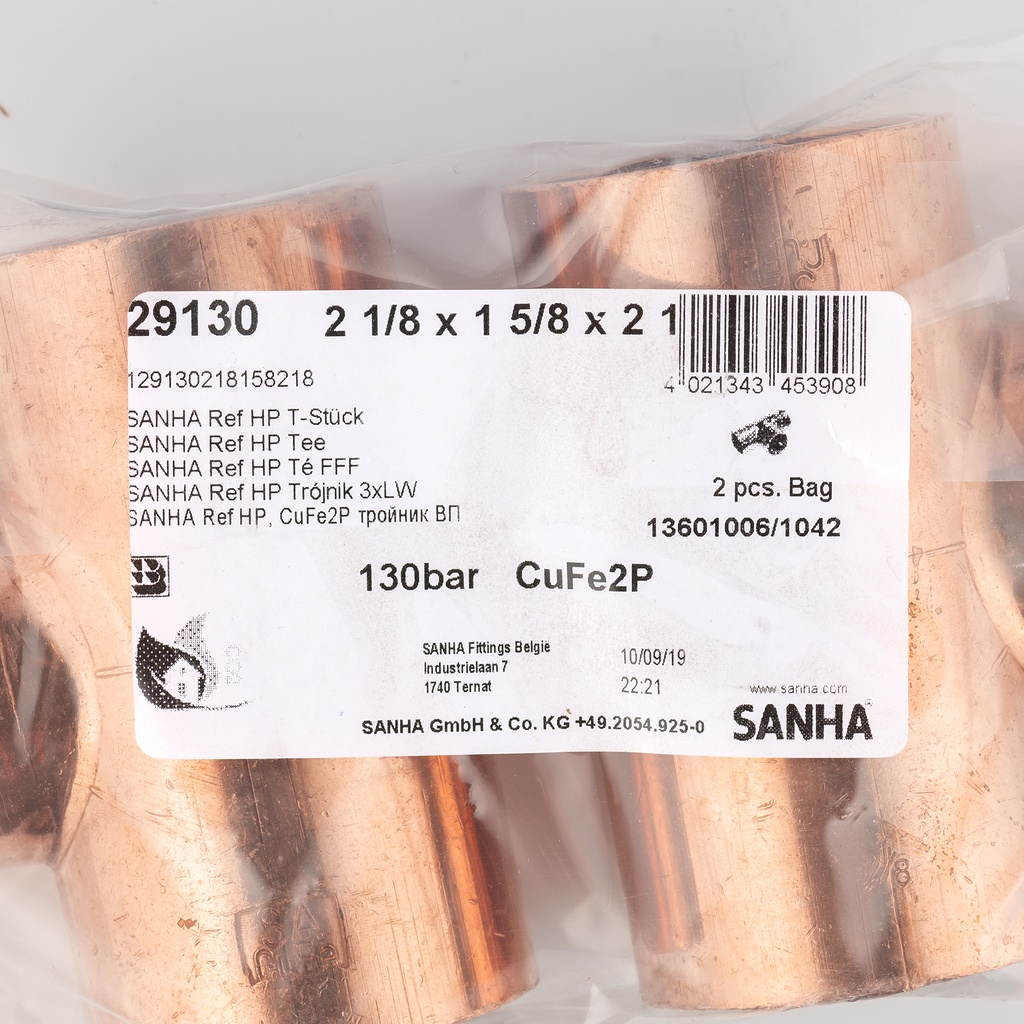 29130 2 1/8 x 1 5/8 x 2 1
129130218158218
4 021343 453908
SANHA Ref HP T-Stück
SANHA Ref HP Tee
SANHA Ref HP Té FFF
SANHA Ref HP Trójnik 3xLW
SANHA Ref HP, CuFe2P тройник ВП
2 pcs. Bag
13601006/1042
130bar CuFe2P
SANHA Fittings België
Industrielaan 7
1740 Ternat
10/09/19
22:21
www.sanha.com
SANHA®
SANHA GmbH & Co. KG +49.2054.925-0